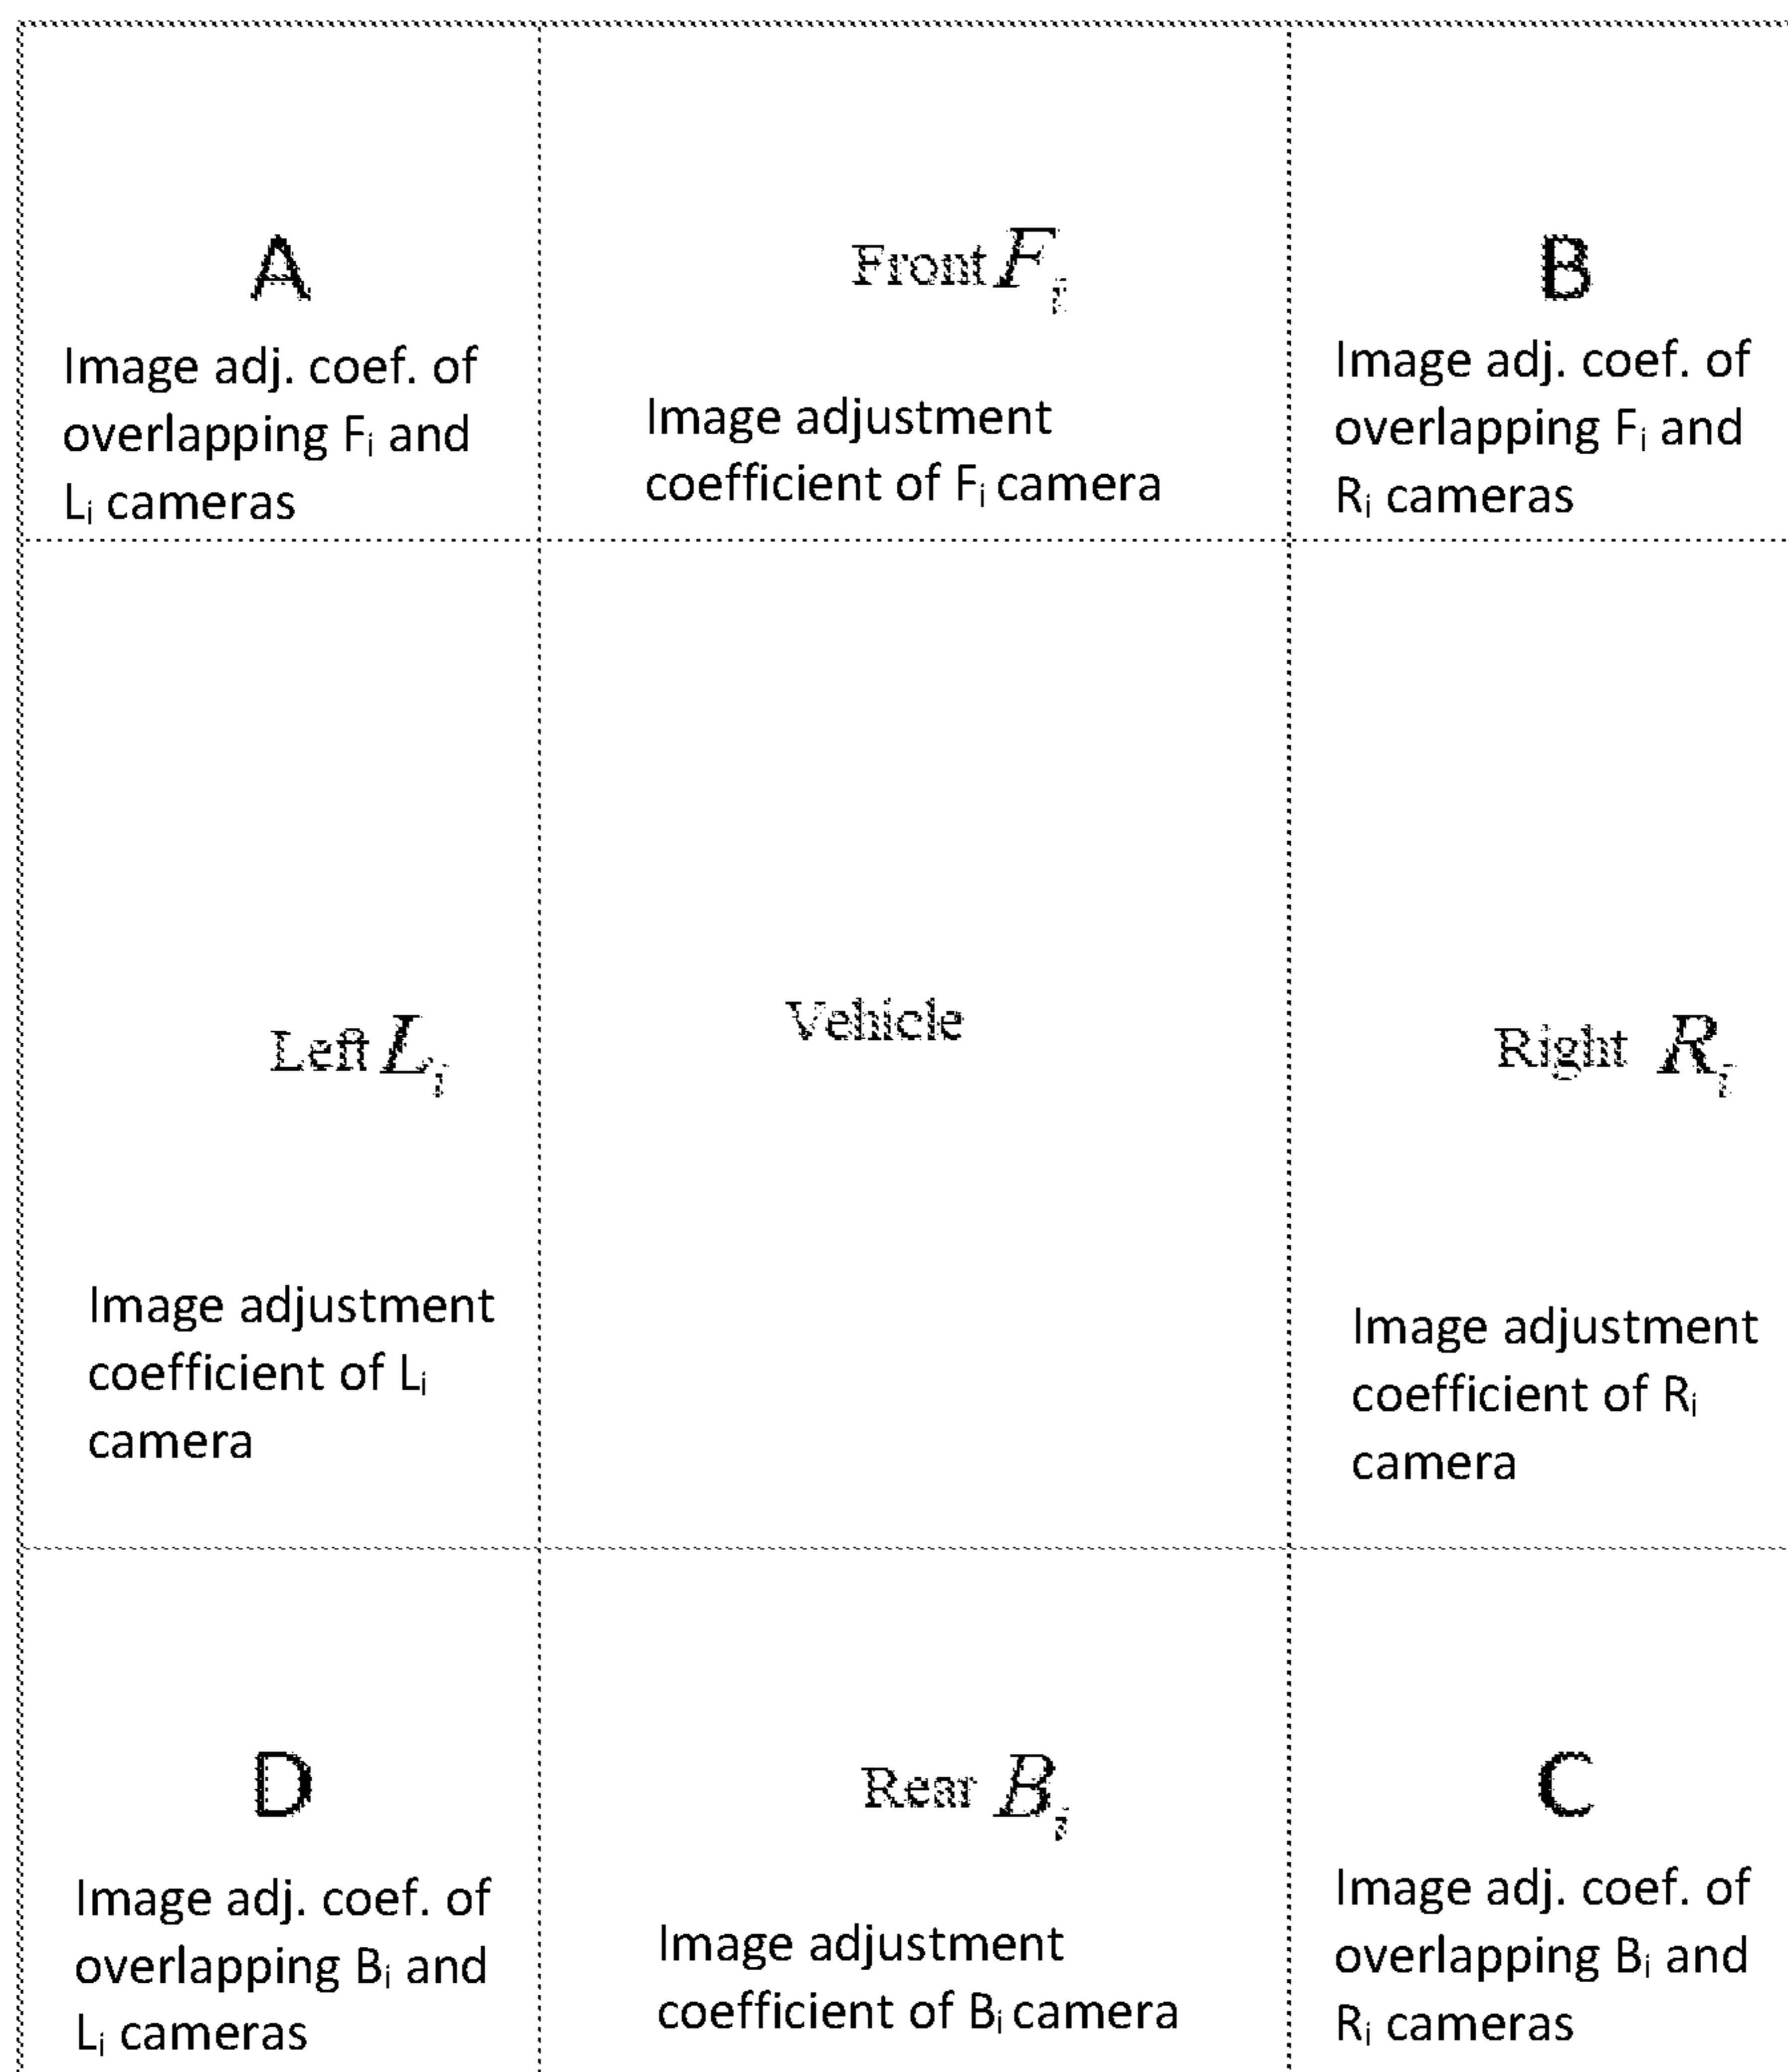 A
Image adj. coef. of
overlapping Fᵢ and
Lᵢ cameras
Front Fᵢ
Image adjustment
coefficient of Fᵢ camera
B
Image adj. coef. of
overlapping Fᵢ and
Rᵢ cameras
Left Lᵢ
Image adjustment
coefficient of Lᵢ
camera
Vehicle
Right Rᵢ
Image adjustment
coefficient of Rᵢ
camera
D
Image adj. coef. of
overlapping Bᵢ and
Lᵢ cameras
Rear Bᵢ
Image adjustment
coefficient of Bᵢ camera
C
Image adj. coef. of
overlapping Bᵢ and
Rᵢ cameras